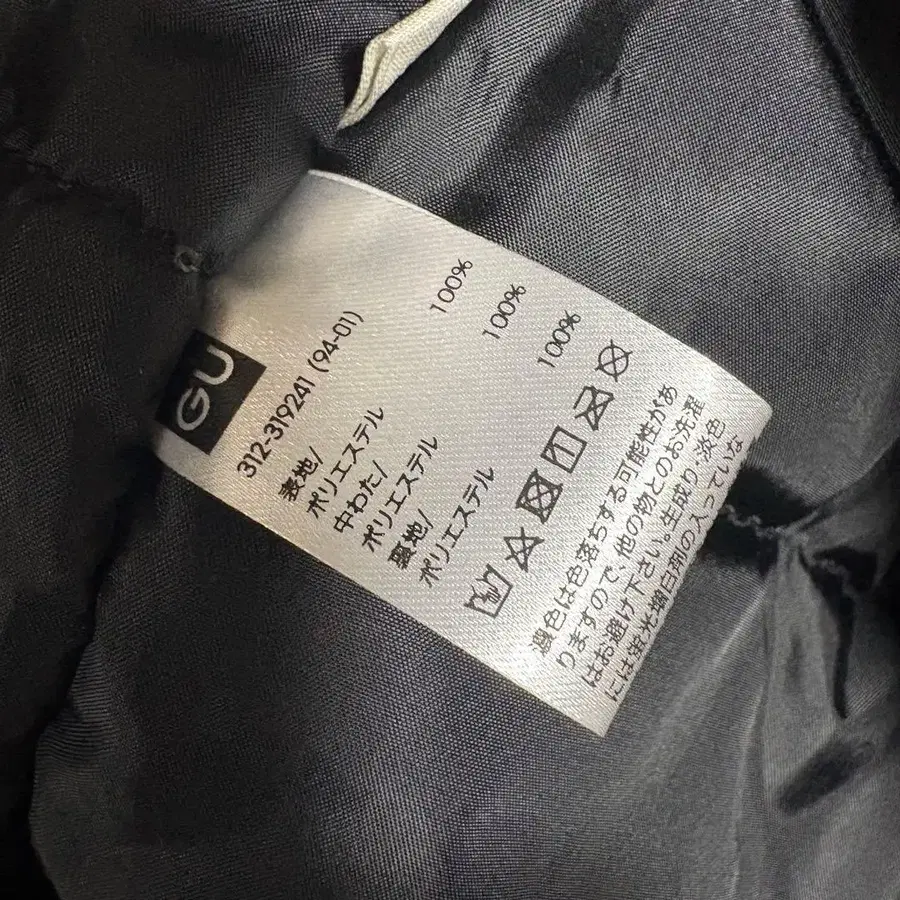 GU
312-319241 (94-01)
表地/
ポリエステル 100%
中わた/
ポリエステル 100%
裏地/
ポリエステル 100%
濃色は色落ちする可能性があ
りますので、他の物とのお洗濯
はお避け下さい。生成り、淡色
には蛍光増白剤の入っていな